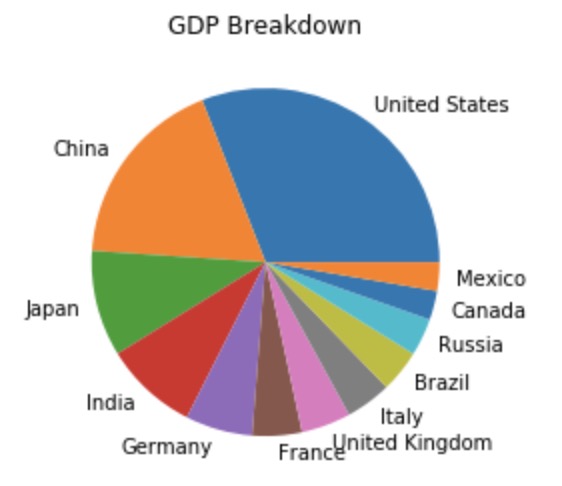 GDP Breakdown
United States
China
Japan
India
Germany
France
United Kingdom
Italy
Brazil
Russia
Canada
Mexico